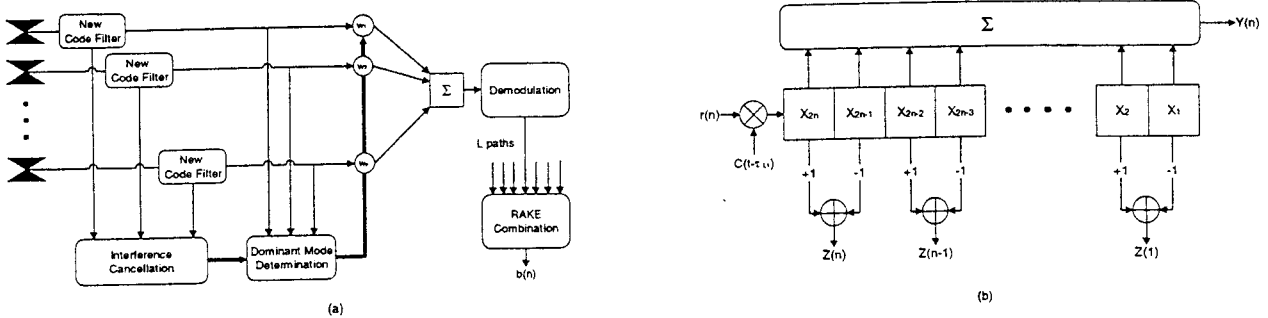 New
Code Filter
New
Code Filter
New
Code Filter
Σ
Demodulation
L paths
RAKE
Combination
b(n)
Interference
Cancellation
Dominant Mode
Determination
(a)
Σ
Y(n)
r(n)
X2n
X2n-1
X2n-2
X2n-3
X2
X1
+1
-1
+1
-1
+1
-1
Z(n)
Z(n-1)
Z(1)
(b)